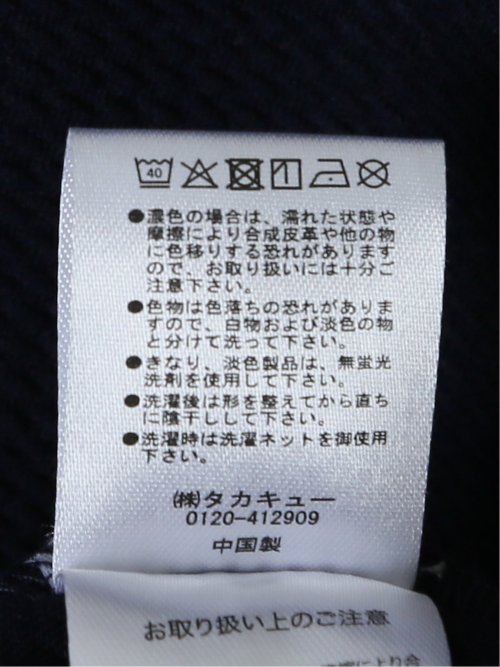 40
●濃色の場合は、濡れた状態や
摩擦により合成皮革や他の物
に色移りする恐れがあります
ので、お取り扱いには十分ご
注意下さい。
●色物は色落ちの恐れがありま
すので、白物および淡色の物
と分けて洗って下さい。
●きなり、淡色製品は、無蛍光
洗剤を使用して下さい。
●洗濯後は形を整えてから直ち
に陰干しして下さい。
●洗濯時は洗濯ネットを御使用
下さい。
㈱タカキュー
0120-412909
中国製
お取り扱い上のご注意